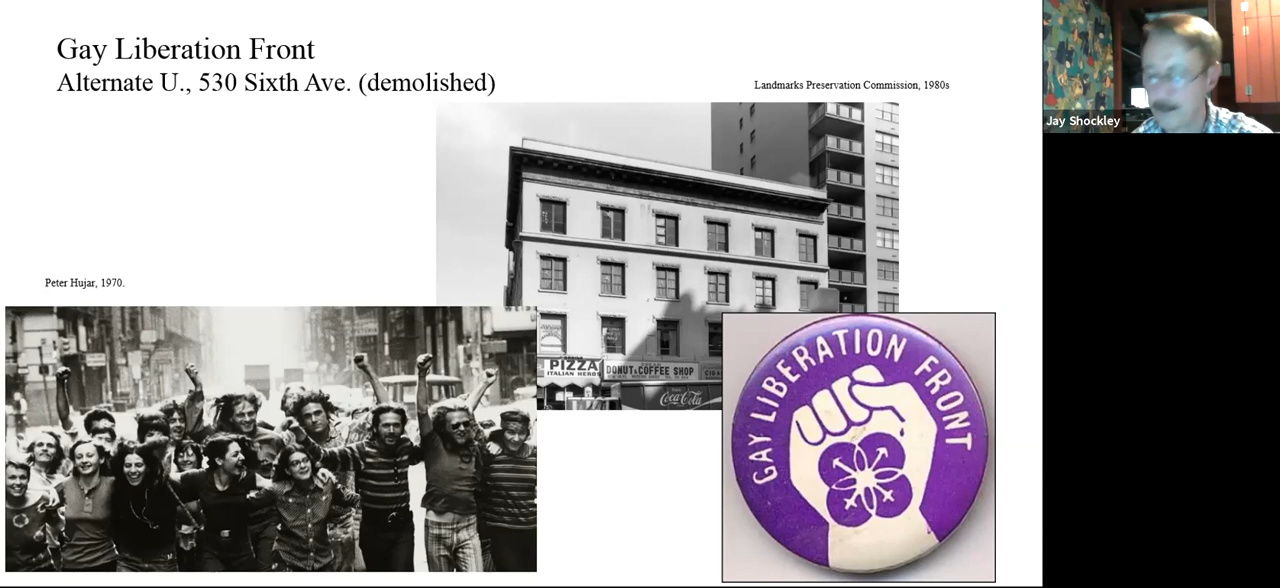 Gay Liberation Front
Alternate U., 530 Sixth Ave. (demolished)
Landmarks Preservation Commission, 1980s
Jay Shockley
Peter Hujar, 1970.
PIZZA
ITALIAN HEROS
DONUT & COFFEE SHOP
Coca-Cola
GAY LIBERATION FRONT